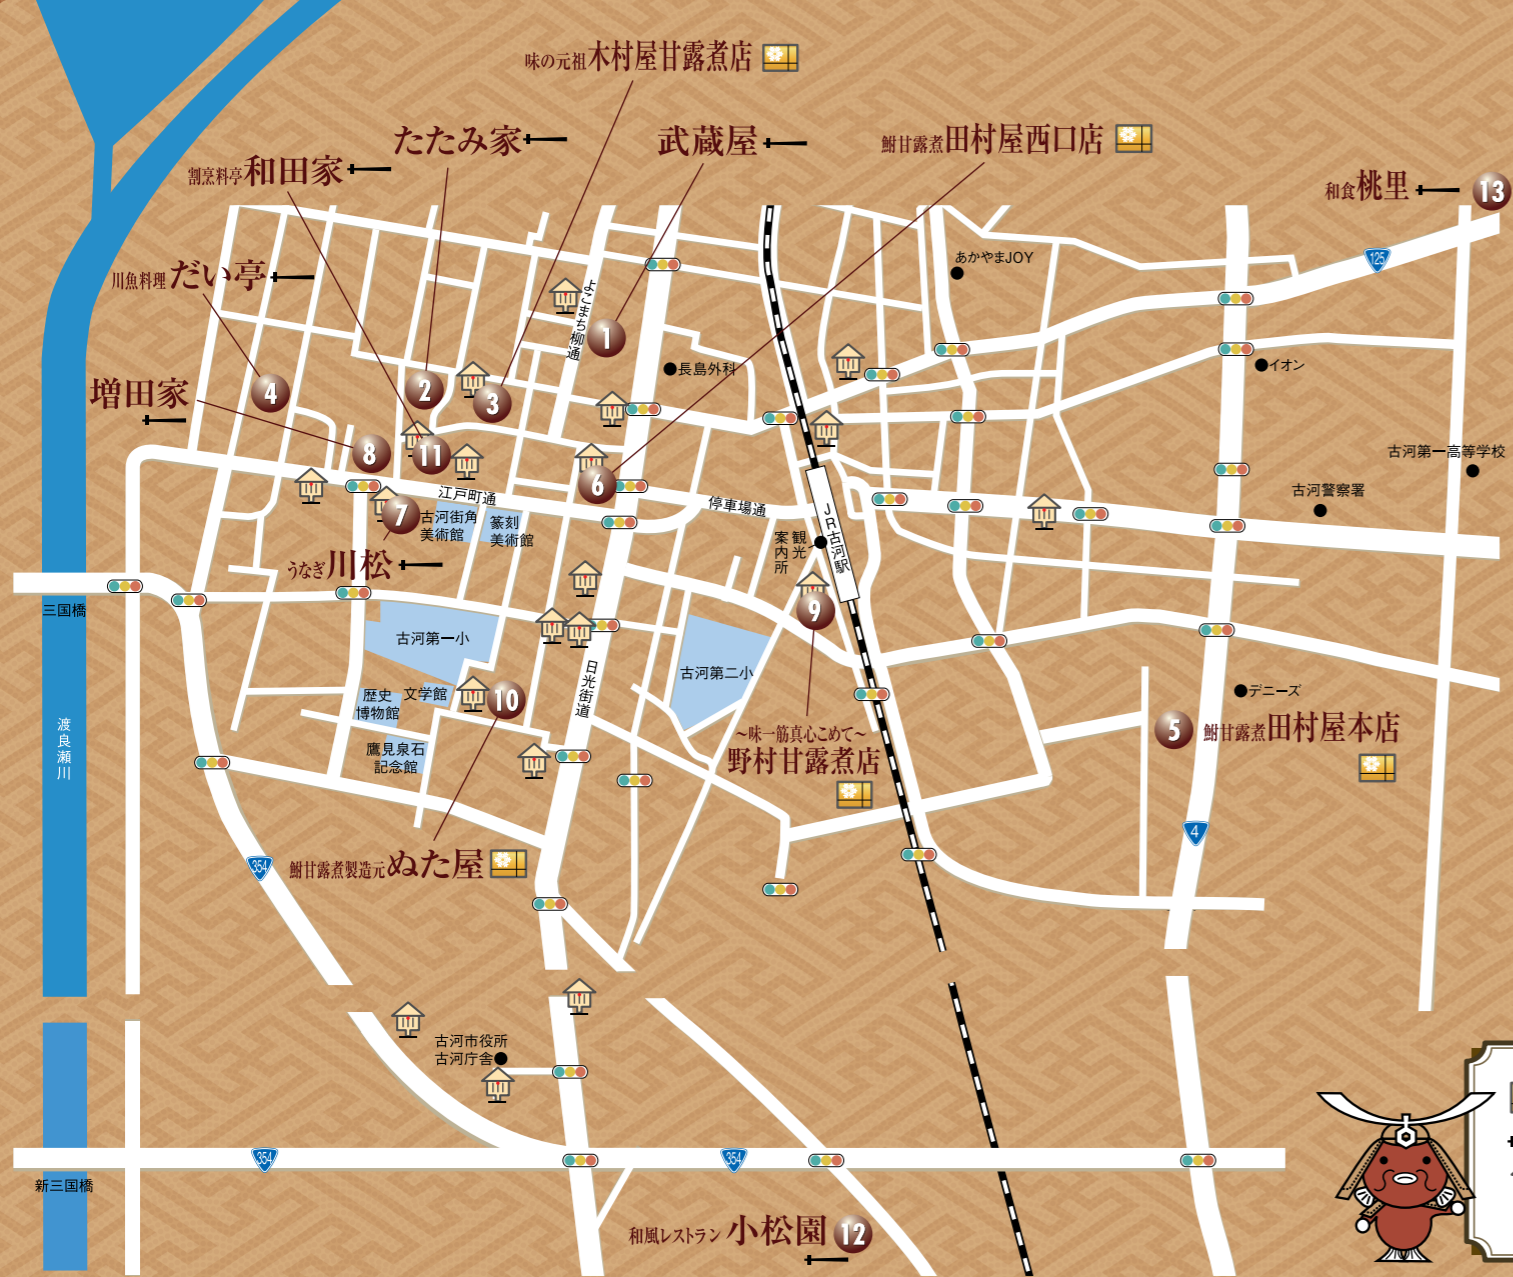 味の元祖木村屋甘露煮店
たたみ家
武蔵屋
鮒甘露煮田村屋西口店
割烹料亭和田家
和食桃里
13
125
川魚料理だい亭
あかやまJOY
よこまち柳通
1
長島外科
イオン
増田家
4
2
3
8
11
6
7
江戸町通
停車場通
古河第一高等学校
古河警察署
古河街角
美術館
篆刻
美術館
JR古河駅
観光
案内所
うなぎ川松
三国橋
9
古河第一小
古河第二小
日光街道
歴史
博物館
文学館
10
デニーズ
5
鮒甘露煮田村屋本店
渡良瀬川
鷹見泉石
記念館
〜味一筋真心こめて〜
野村甘露煮店
4
354
鮒甘露煮製造元ぬた屋
古河市役所
古河庁舎
354
354
新三国橋
和風レストラン小松園
12